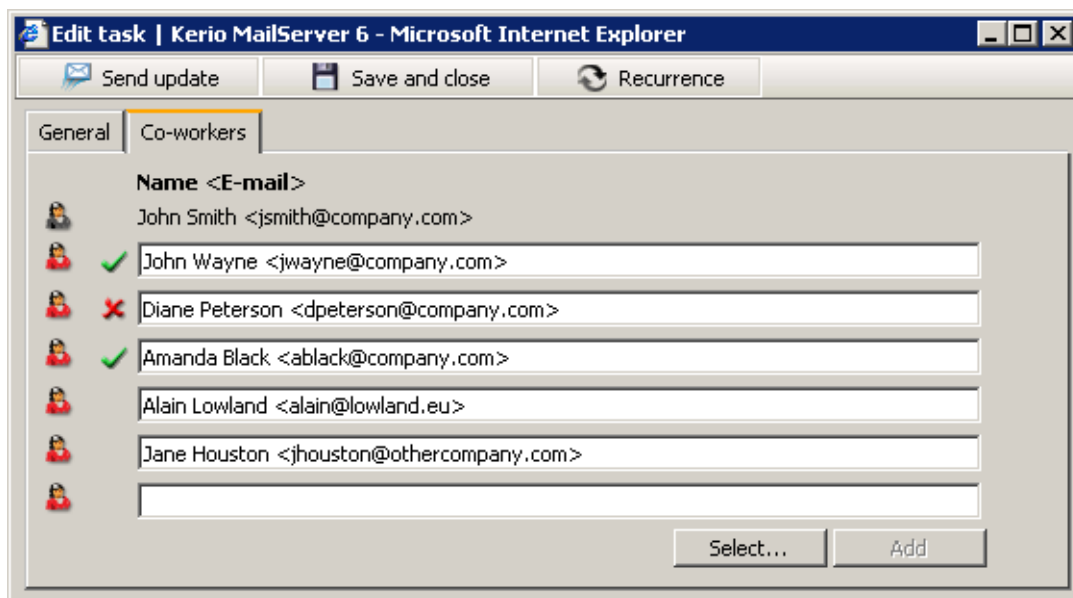 Edit task | Kerio MailServer 6 - Microsoft Internet Explorer
Send update Save and close Recurrence
General Co-workers
Name <E-mail>
John Smith <jsmith@company.com>
John Wayne <jwayne@company.com>
Diane Peterson <dpeterson@company.com>
Amanda Black <ablack@company.com>
Alain Lowland <alain@lowland.eu>
Jane Houston <jhouston@othercompany.com>
Select... Add